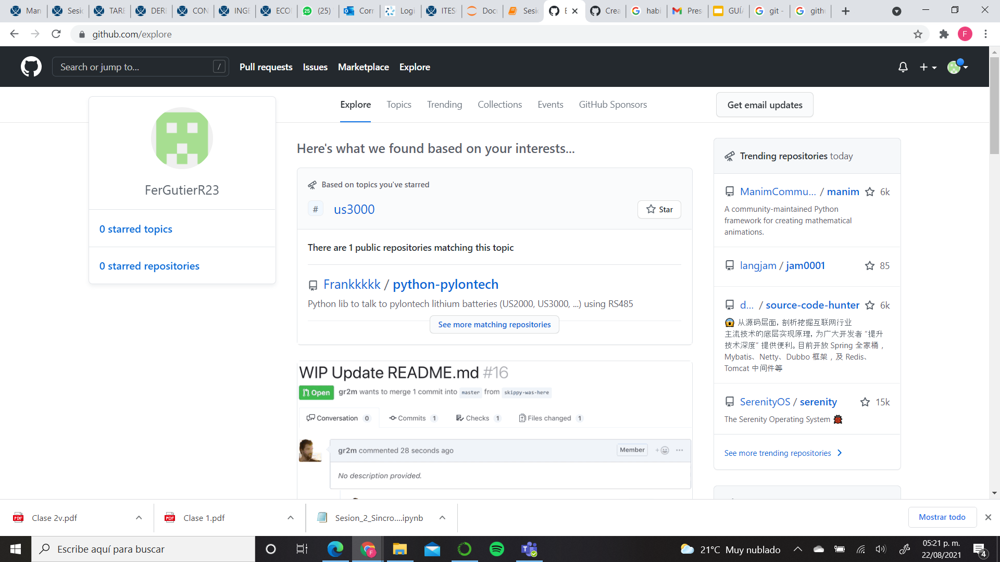 Man
Sesi
TARE
DERI
CON
INGE
ECO
(25)
Corr
Logi
ITES
Docu
Sesic
E
Crea
habi
Pres
GUÍA
git -
gith
github.com/explore
F
Search or jump to...
/
Pull requests
Issues
Marketplace
Explore
Explore
Topics
Trending
Collections
Events
GitHub Sponsors
Get email updates
FerGutierR23
0 starred topics
0 starred repositories
Here's what we found based on your interests...
Based on topics you've starred
# us3000
Star
There are 1 public repositories matching this topic
Frankkkkk / python-pylontech
Python lib to talk to pylontech lithium batteries (US2000, US3000, ...) using RS485
See more matching repositories
WIP Update README.md #16
Open gr2m wants to merge 1 commit into master from skippy-was-here
Conversation 0 Commits 1 Checks 1 Files changed 1
gr2m commented 28 seconds ago
Member
No description provided.
Trending repositories today
ManimCommu... / manim 6k
A community-maintained Python
framework for creating mathematical
animations.
langjam / jam0001 85
d... / source-code-hunter 6k
从源码层面, 剖析挖掘互联网行业
主流技术的底层实现原理, 为广大开发者 “提升
技术深度” 提供便利。目前开放 Spring 全家桶，
Mybatis、Netty、Dubbo 框架，及 Redis、
Tomcat 中间件等
SerenityOS / serenity 15k
The Serenity Operating System
See more trending repositories
Clase 2v.pdf
Clase 1.pdf
Sesion_2_Sincro....ipynb
Mostrar todo
Escribe aquí para buscar
21°C Muy nublado
05:21 p. m.
22/08/2021
4